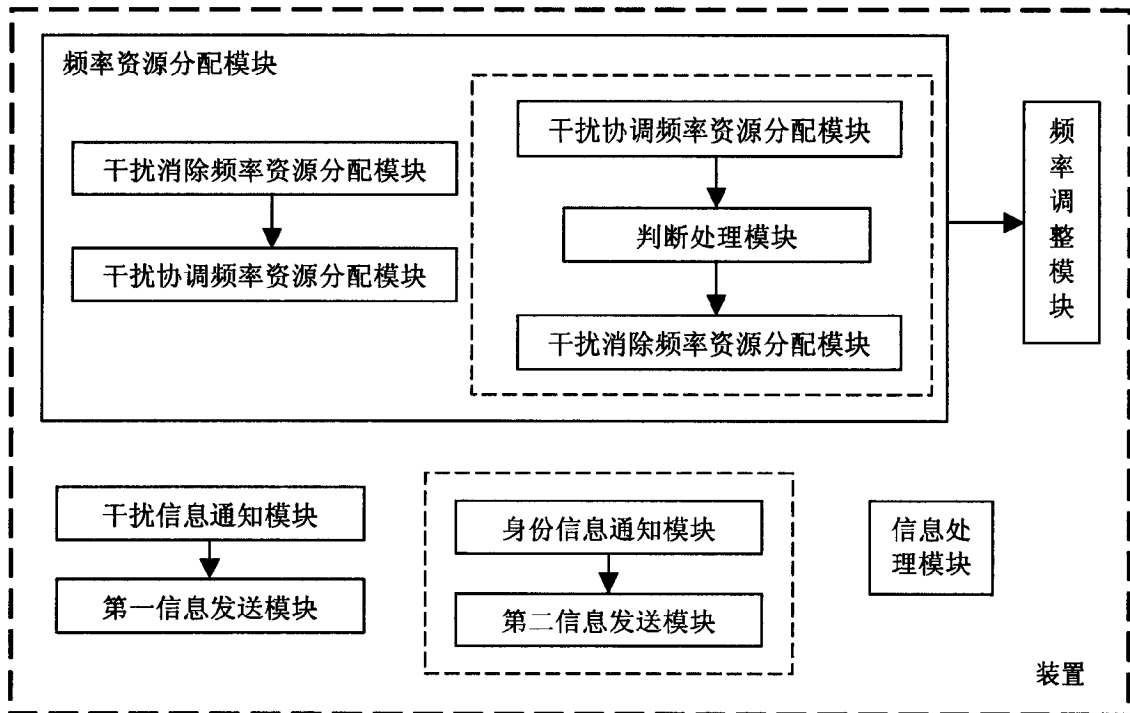 频率资源分配模块
干扰消除频率资源分配模块
干扰协调频率资源分配模块
干扰协调频率资源分配模块
判断处理模块
干扰消除频率资源分配模块
频率调整模块
干扰信息通知模块
第一信息发送模块
身份信息通知模块
第二信息发送模块
信息处
理模块
装置